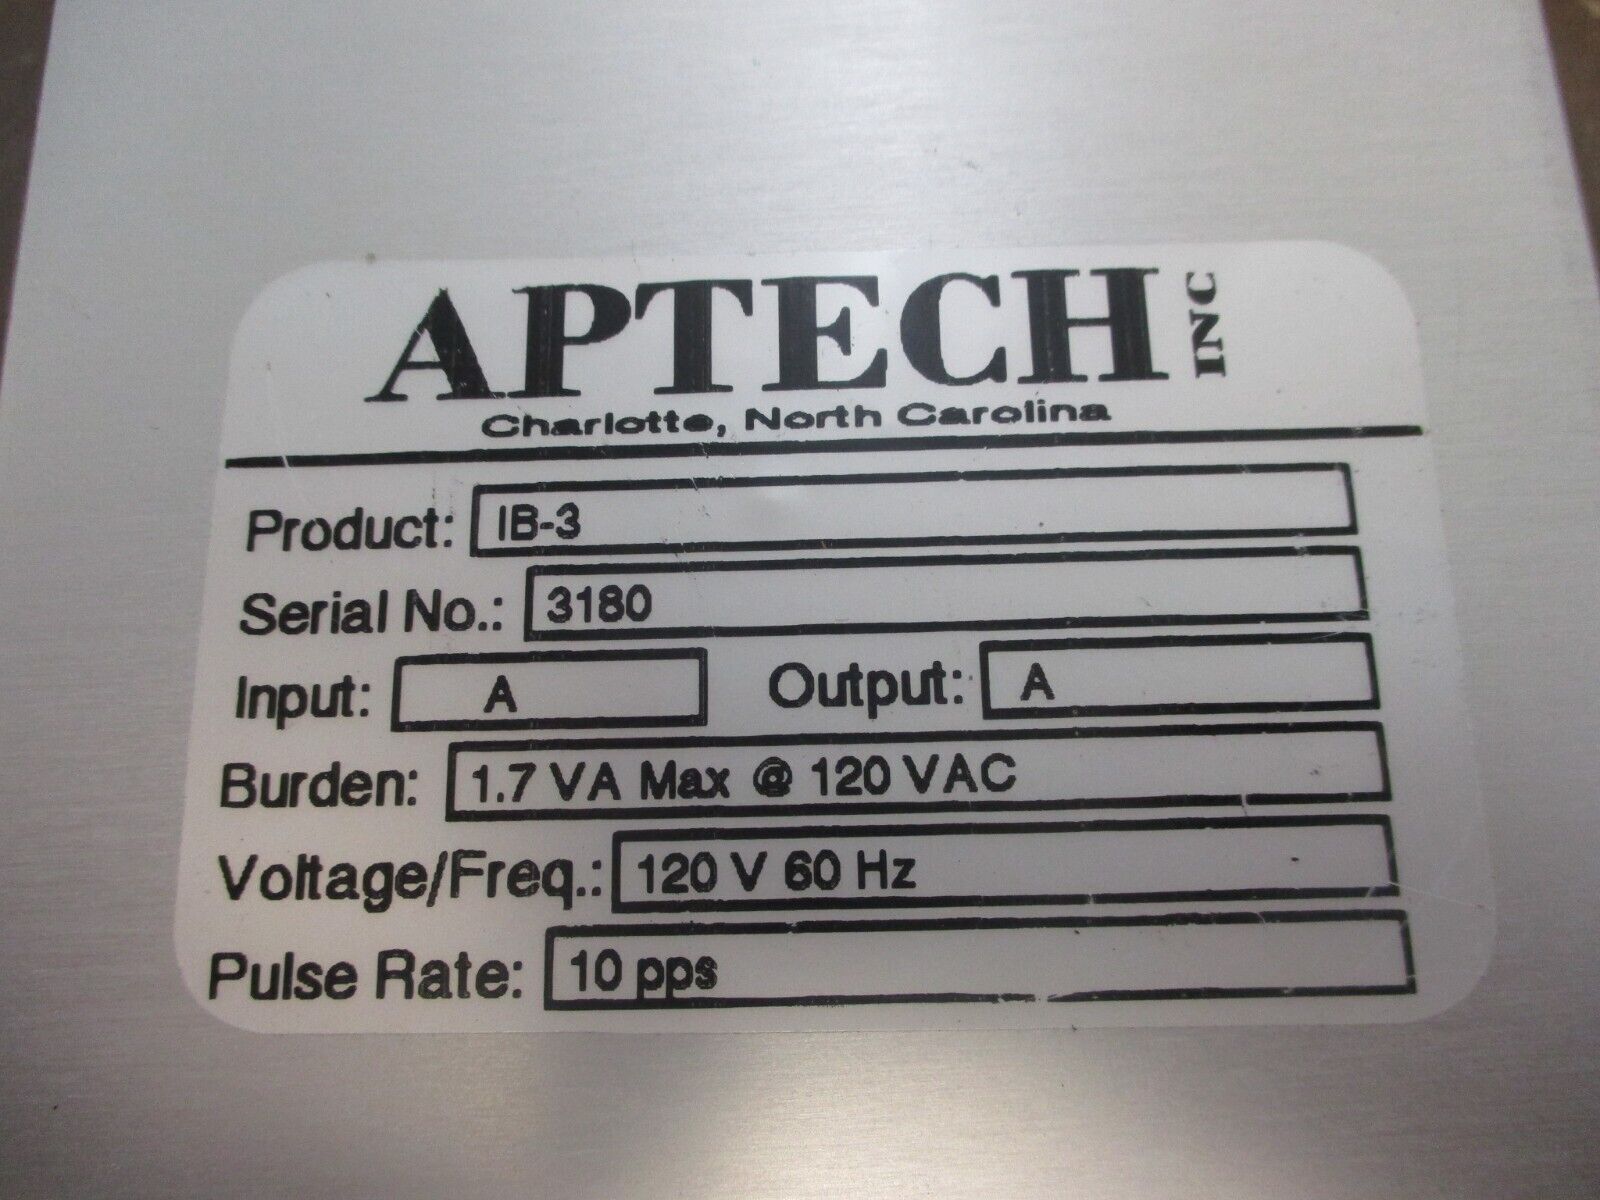 APTECH INC
Charlotte, North Carolina
Product: IB-3
Serial No.: 3180
Input: A Output: A
Burden: 1.7 VA Max @ 120 VAC
Voltage/Freq.: 120 V 60 Hz
Pulse Rate: 10 pps